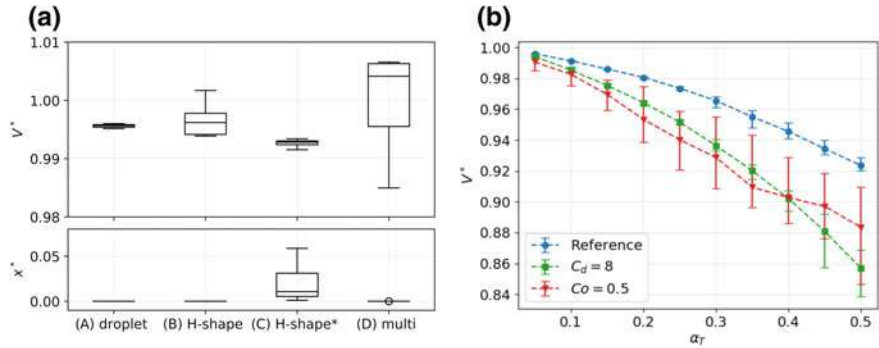 (a)
1.01
1.00
0.99
0.98
V*
0.05
0.00
x*
(A) droplet
(B) H-shape
(C) H-shape*
(D) multi
(b)
1.00
0.98
0.96
0.94
0.92
0.90
0.88
0.86
0.84
V*
Reference
C_d = 8
Co = 0.5
0.1
0.2
0.3
0.4
0.5
α_T